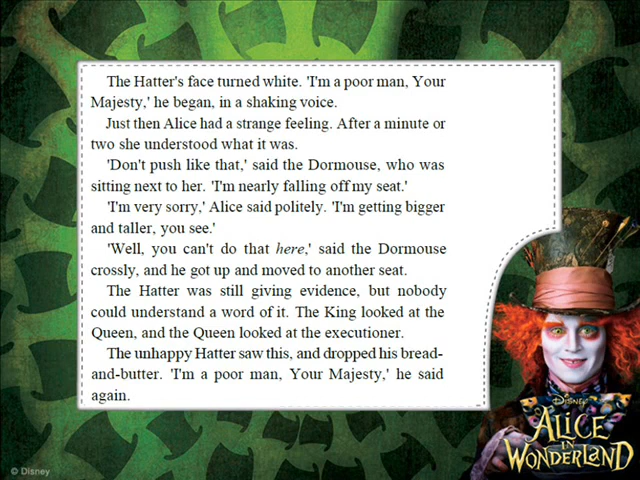 The Hatter's face turned white. 'I'm a poor man, Your
Majesty,' he began, in a shaking voice.
Just then Alice had a strange feeling. After a minute or
two she understood what it was.
'Don't push like that,' said the Dormouse, who was
sitting next to her. 'I'm nearly falling off my seat.'
'I'm very sorry,' Alice said politely. 'I'm getting bigger
and taller, you see.'
'Well, you can't do that here,' said the Dormouse
crossly, and he got up and moved to another seat.
The Hatter was still giving evidence, but nobody
could understand a word of it. The King looked at the
Queen, and the Queen looked at the executioner.
The unhappy Hatter saw this, and dropped his bread-
and-butter. 'I'm a poor man, Your Majesty,' he said
again.
DISNEY
ALICE
IN
WONDERLAND
© Disney